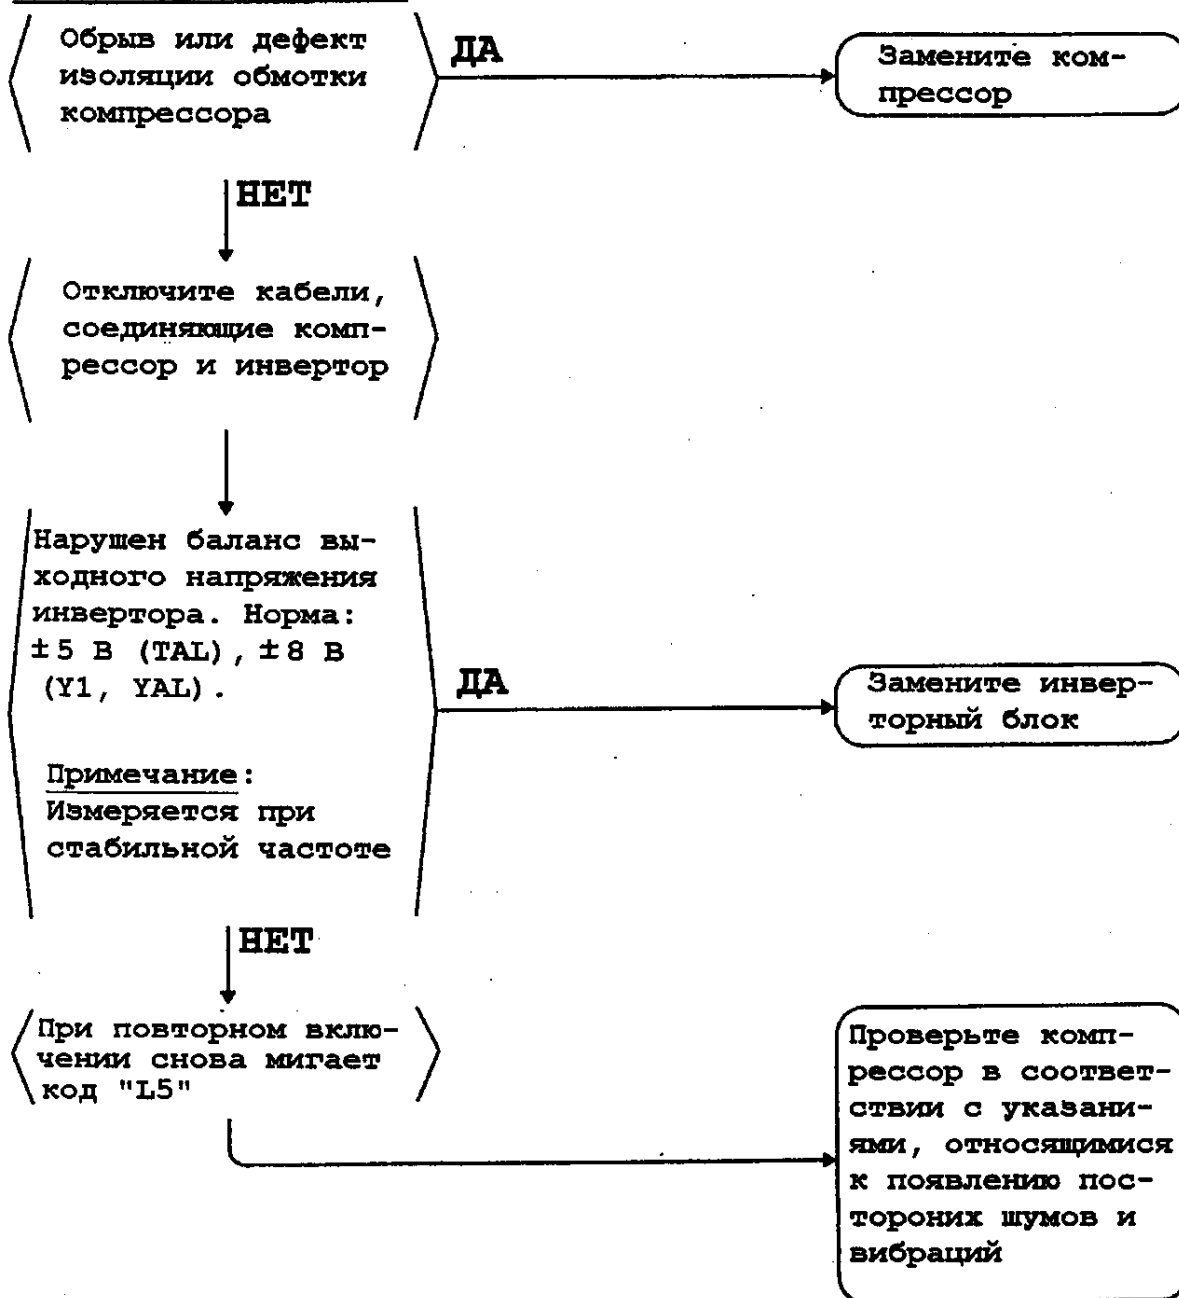 Обрыв или дефект
изоляции обмотки
компрессора
ДА
Замените ком-
прессор
НЕТ
Отключите кабели,
соединяющие комп-
рессор и инвертор
Нарушен баланс вы-
ходного напряжения
инвертора. Норма:
±5 В (TAL), ±8 В
(Y1, YAL).
Примечание:
Измеряется при
стабильной частоте
ДА
Замените инвер-
торный блок
НЕТ
При повторном вклю-
чении снова мигает
код "L5"
Проверьте комп-
рессор в соответ-
ствии с указани-
ями, относящимися
к появлению пос-
тороних шумов и
вибраций